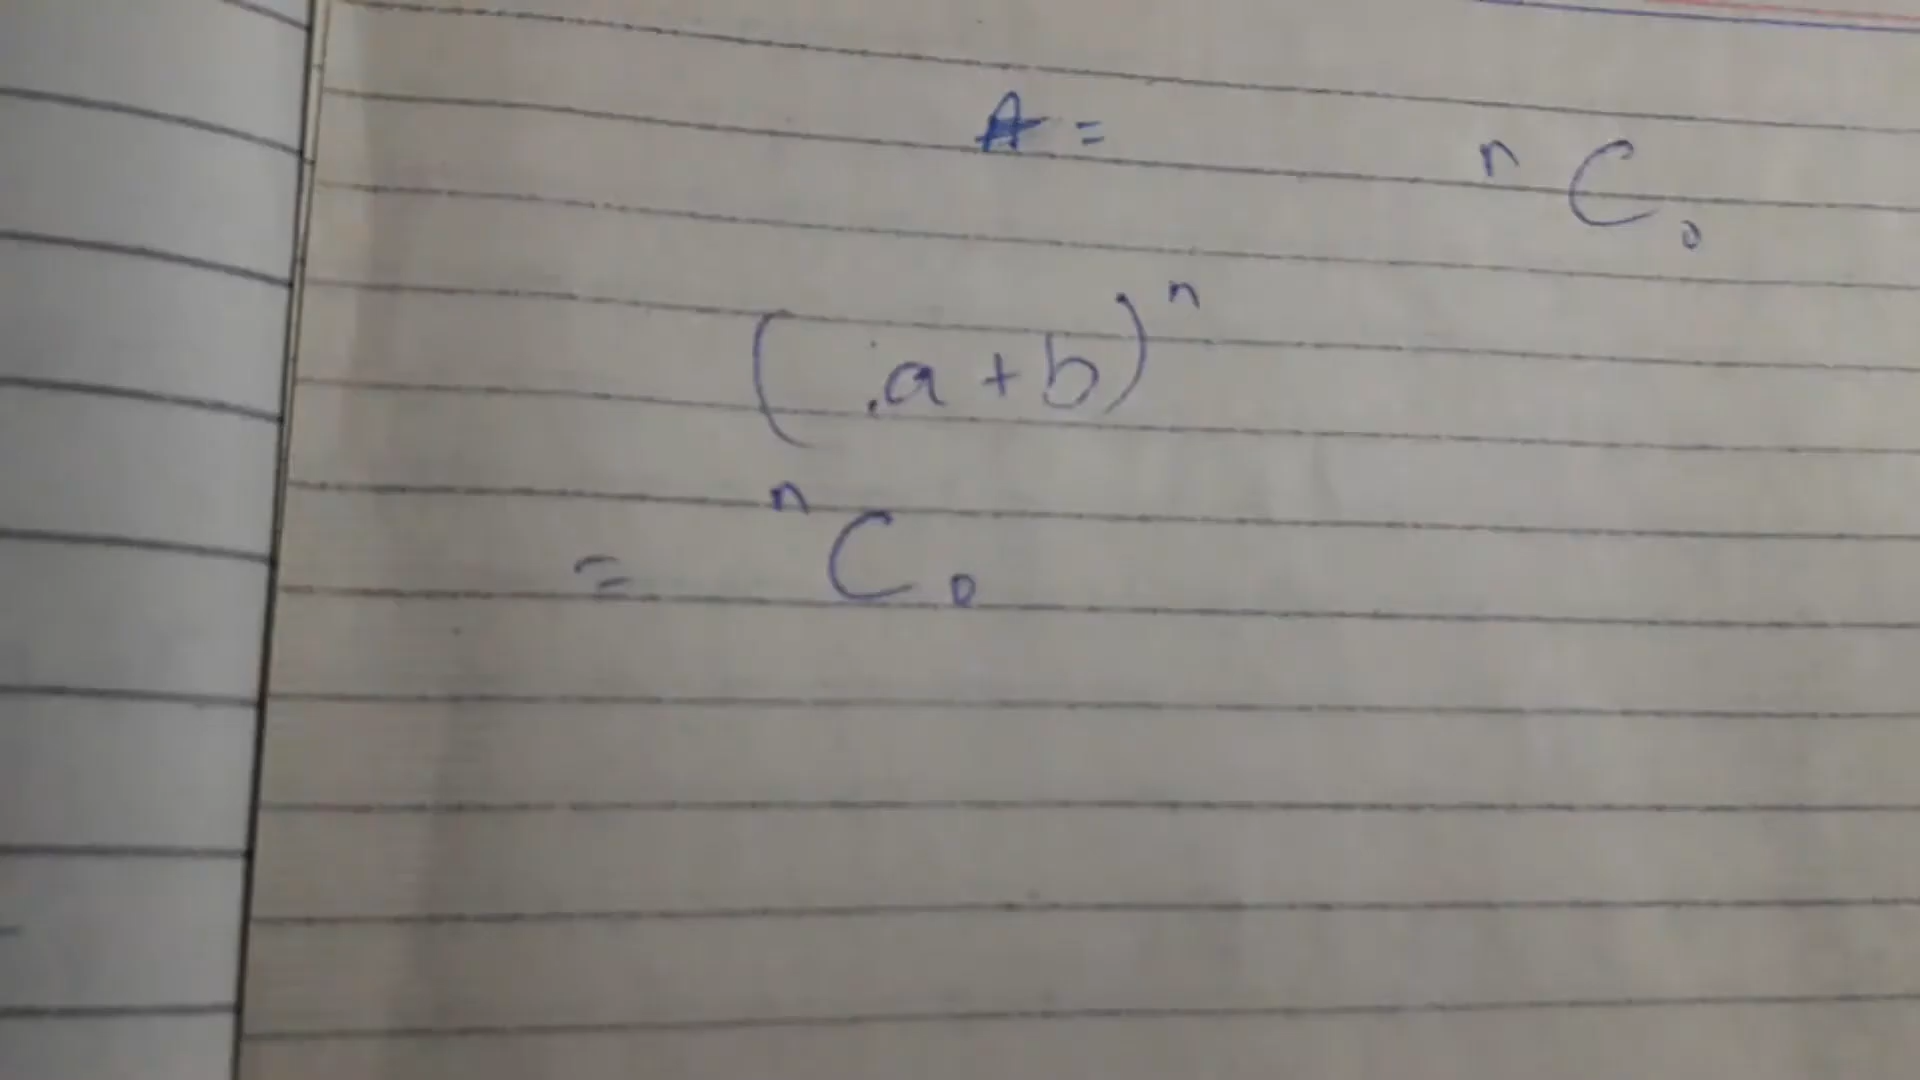 A = ⁿC₀
(a + b)ⁿ
= ⁿC₀